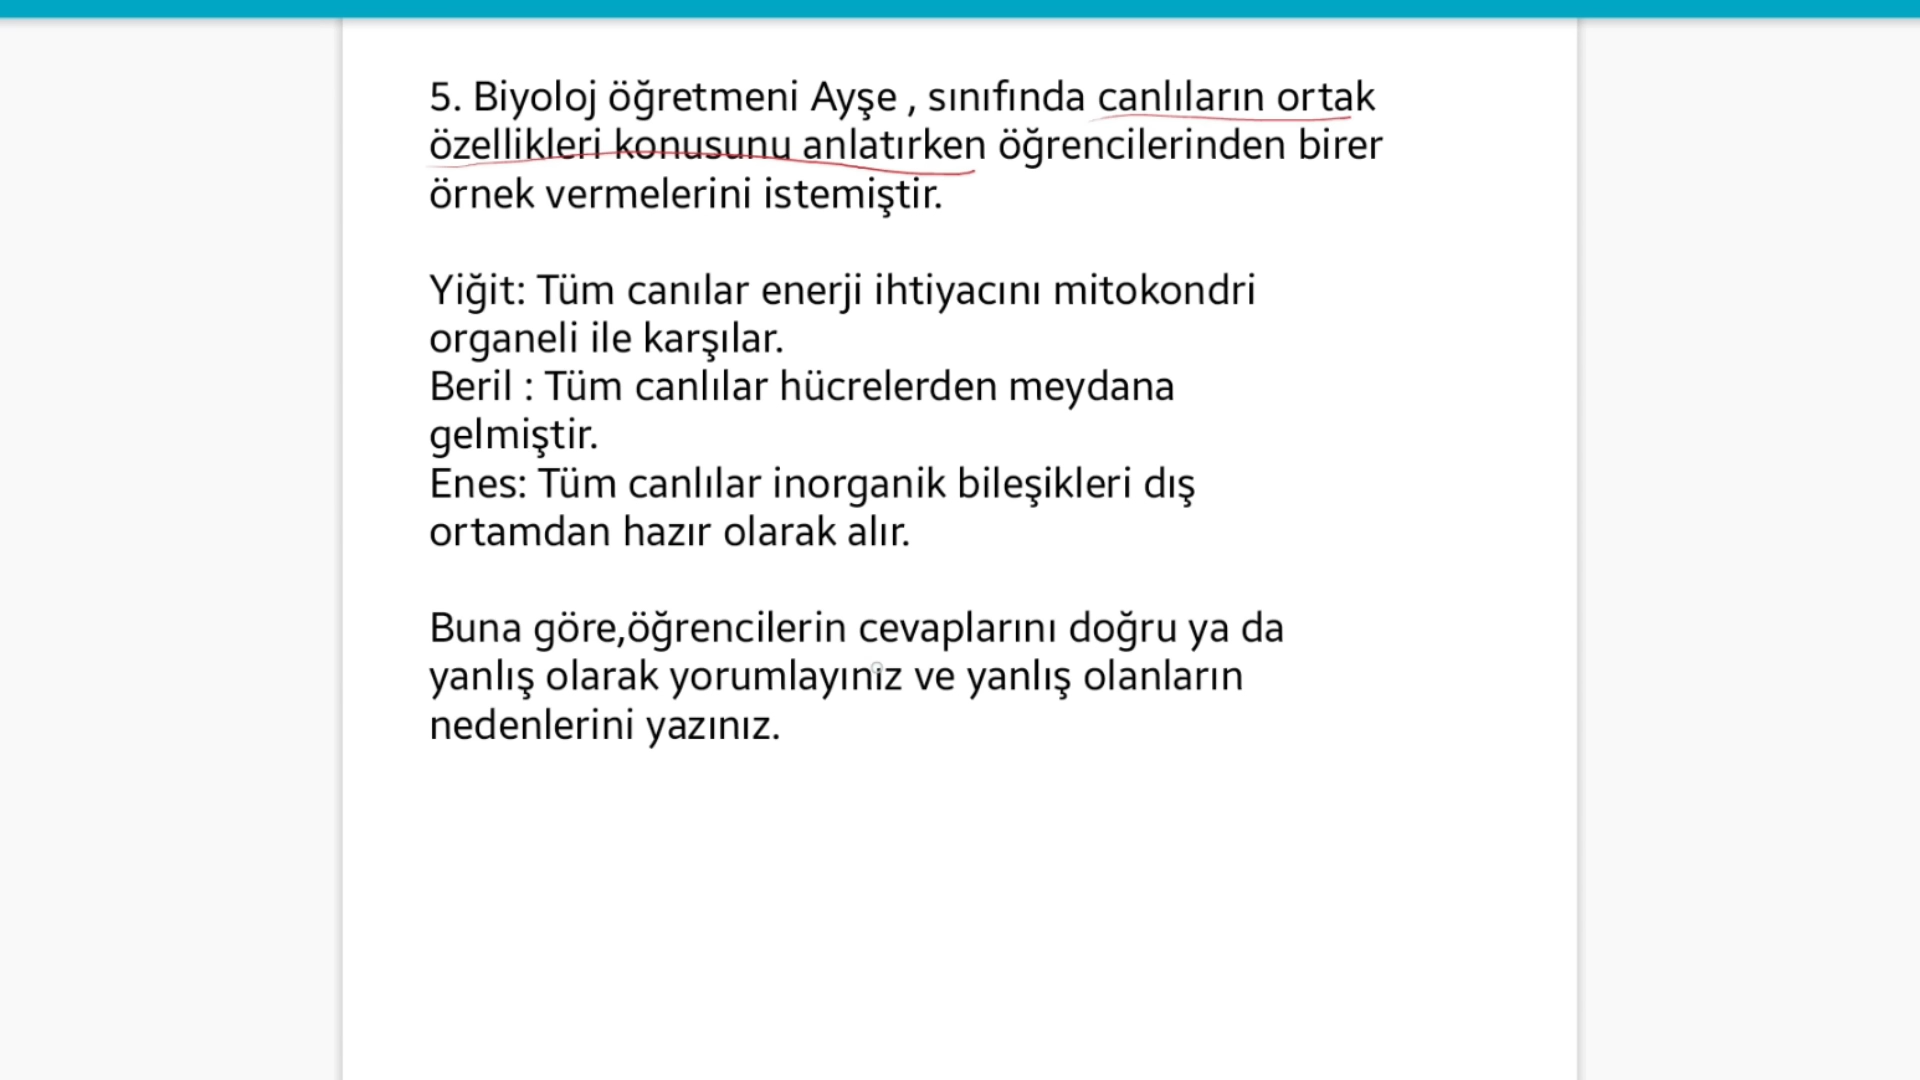 5. Biyoloj öğretmeni Ayşe , sınıfında canlıların ortak
özellikleri konusunu anlatırken öğrencilerinden birer
örnek vermelerini istemiştir.
Yiğit: Tüm canılar enerji ihtiyacını mitokondri
organeli ile karşılar.
Beril : Tüm canlılar hücrelerden meydana
gelmiştir.
Enes: Tüm canlılar inorganik bileşikleri dış
ortamdan hazır olarak alır.
Buna göre,öğrencilerin cevaplarını doğru ya da
yanlış olarak yorumlayınız ve yanlış olanların
nedenlerini yazınız.